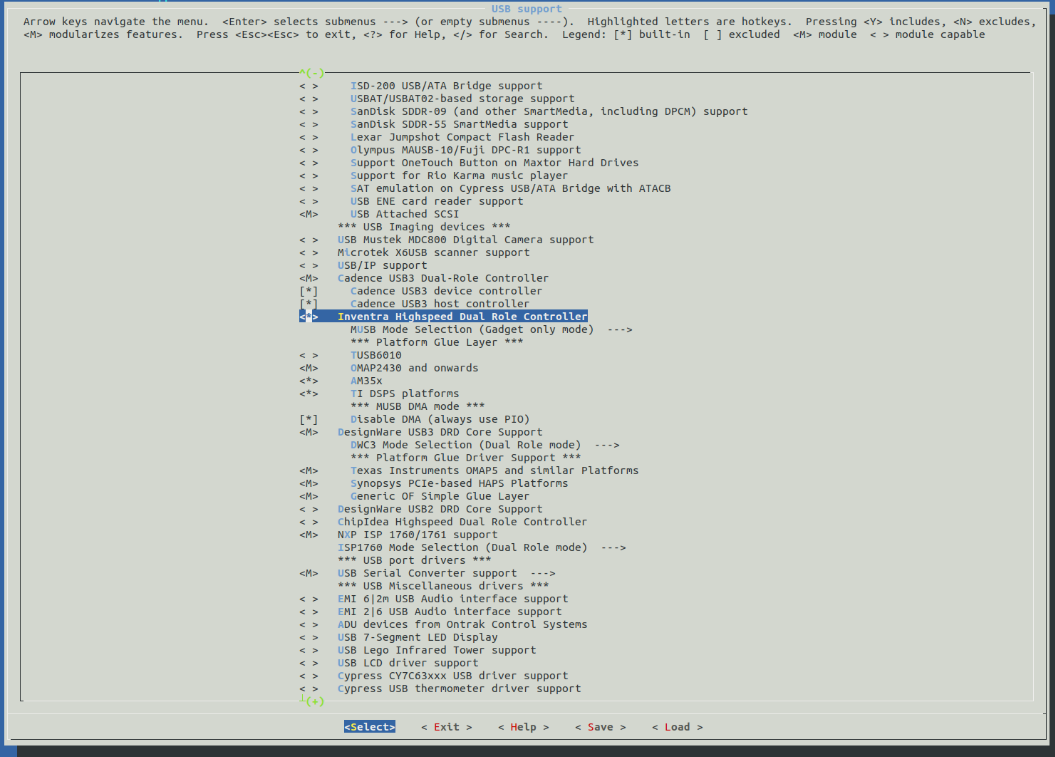 USB support
Arrow keys navigate the menu.  <Enter> selects submenus ---> (or empty submenus ----).  Highlighted letters are hotkeys.  Pressing <Y> includes, <N> excludes,
<M> modularizes features.  Press <Esc><Esc> to exit, <?> for Help, </> for Search.  Legend: [*] built-in  [ ] excluded  <M> module  < > module capable
^(-)
< >     ISD-200 USB/ATA Bridge support
< >     USBAT/USBAT02-based storage support
< >     SanDisk SDDR-09 (and other SmartMedia, including DPCM) support
< >     SanDisk SDDR-55 SmartMedia support
< >     Lexar Jumpshot Compact Flash Reader
< >     Olympus MAUSB-10/Fuji DPC-R1 support
< >     Support OneTouch Button on Maxtor Hard Drives
< >     Support for Rio Karma music player
< >     SAT emulation on Cypress USB/ATA Bridge with ATACB
< >     USB ENE card reader support
<M>     USB Attached SCSI
*** USB Imaging devices ***
< >   USB Mustek MDC800 Digital Camera support
< >   Microtek X6USB scanner support
< >   USB/IP support
<M>   Cadence USB3 Dual-Role Controller
[*]     Cadence USB3 device controller
[*]     Cadence USB3 host controller
<*>   Inventra Highspeed Dual Role Controller
MUSB Mode Selection (Gadget only mode)  --->
*** Platform Glue Layer ***
< >     TUSB6010
<M>     OMAP2430 and onwards
<*>     AM35x
<*>     TI DSPS platforms
*** MUSB DMA mode ***
[*]     Disable DMA (always use PIO)
<M>   DesignWare USB3 DRD Core Support
DWC3 Mode Selection (Dual Role mode)  --->
*** Platform Glue Driver Support ***
<M>     Texas Instruments OMAP5 and similar Platforms
<M>     Synopsys PCIe-based HAPS Platforms
<M>     Generic OF Simple Glue Layer
< >   DesignWare USB2 DRD Core Support
< >   ChipIdea Highspeed Dual Role Controller
<M>   NXP ISP 1760/1761 support
ISP1760 Mode Selection (Dual Role mode)  --->
*** USB port drivers ***
<M>   USB Serial Converter support  --->
*** USB Miscellaneous drivers ***
< >   EMI 6|2m USB Audio interface support
< >   EMI 2|6 USB Audio interface support
< >   ADU devices from Ontrak Control Systems
< >   USB 7-Segment LED Display
< >   USB Lego Infrared Tower support
< >   USB LCD driver support
< >   Cypress CY7C63xxx USB driver support
< >   Cypress USB thermometer driver support
(+)
<Select>    < Exit >    < Help >    < Save >    < Load >